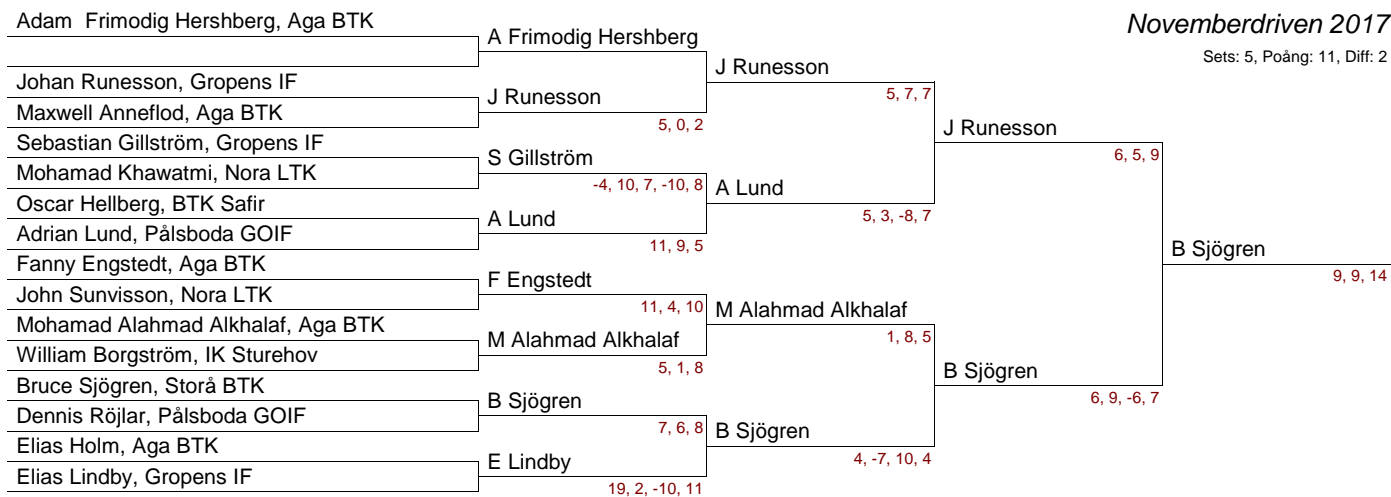 Adam  Frimodig Hershberg, Aga BTK
Johan Runesson, Gropens IF
Maxwell Anneflod, Aga BTK
Sebastian Gillström, Gropens IF
Mohamad Khawatmi, Nora LTK
Oscar Hellberg, BTK Safir
Adrian Lund, Pålsboda GOIF
Fanny Engstedt, Aga BTK
John Sunvisson, Nora LTK
Mohamad Alahmad Alkhalaf, Aga BTK
William Borgström, IK Sturehov
Bruce Sjögren, Storå BTK
Dennis Röjlar, Pålsboda GOIF
Elias Holm, Aga BTK
Elias Lindby, Gropens IF
A Frimodig Hershberg
J Runesson
5, 0, 2
S Gillström
-4, 10, 7, -10, 8
A Lund
11, 9, 5
F Engstedt
11, 4, 10
M Alahmad Alkhalaf
5, 1, 8
B Sjögren
7, 6, 8
E Lindby
19, 2, -10, 11
J Runesson
5, 7, 7
A Lund
5, 3, -8, 7
M Alahmad Alkhalaf
1, 8, 5
B Sjögren
4, -7, 10, 4
J Runesson
6, 5, 9
B Sjögren
6, 9, -6, 7
B Sjögren
9, 9, 14
Novemberdriven 2017
Sets: 5, Poång: 11, Diff: 2